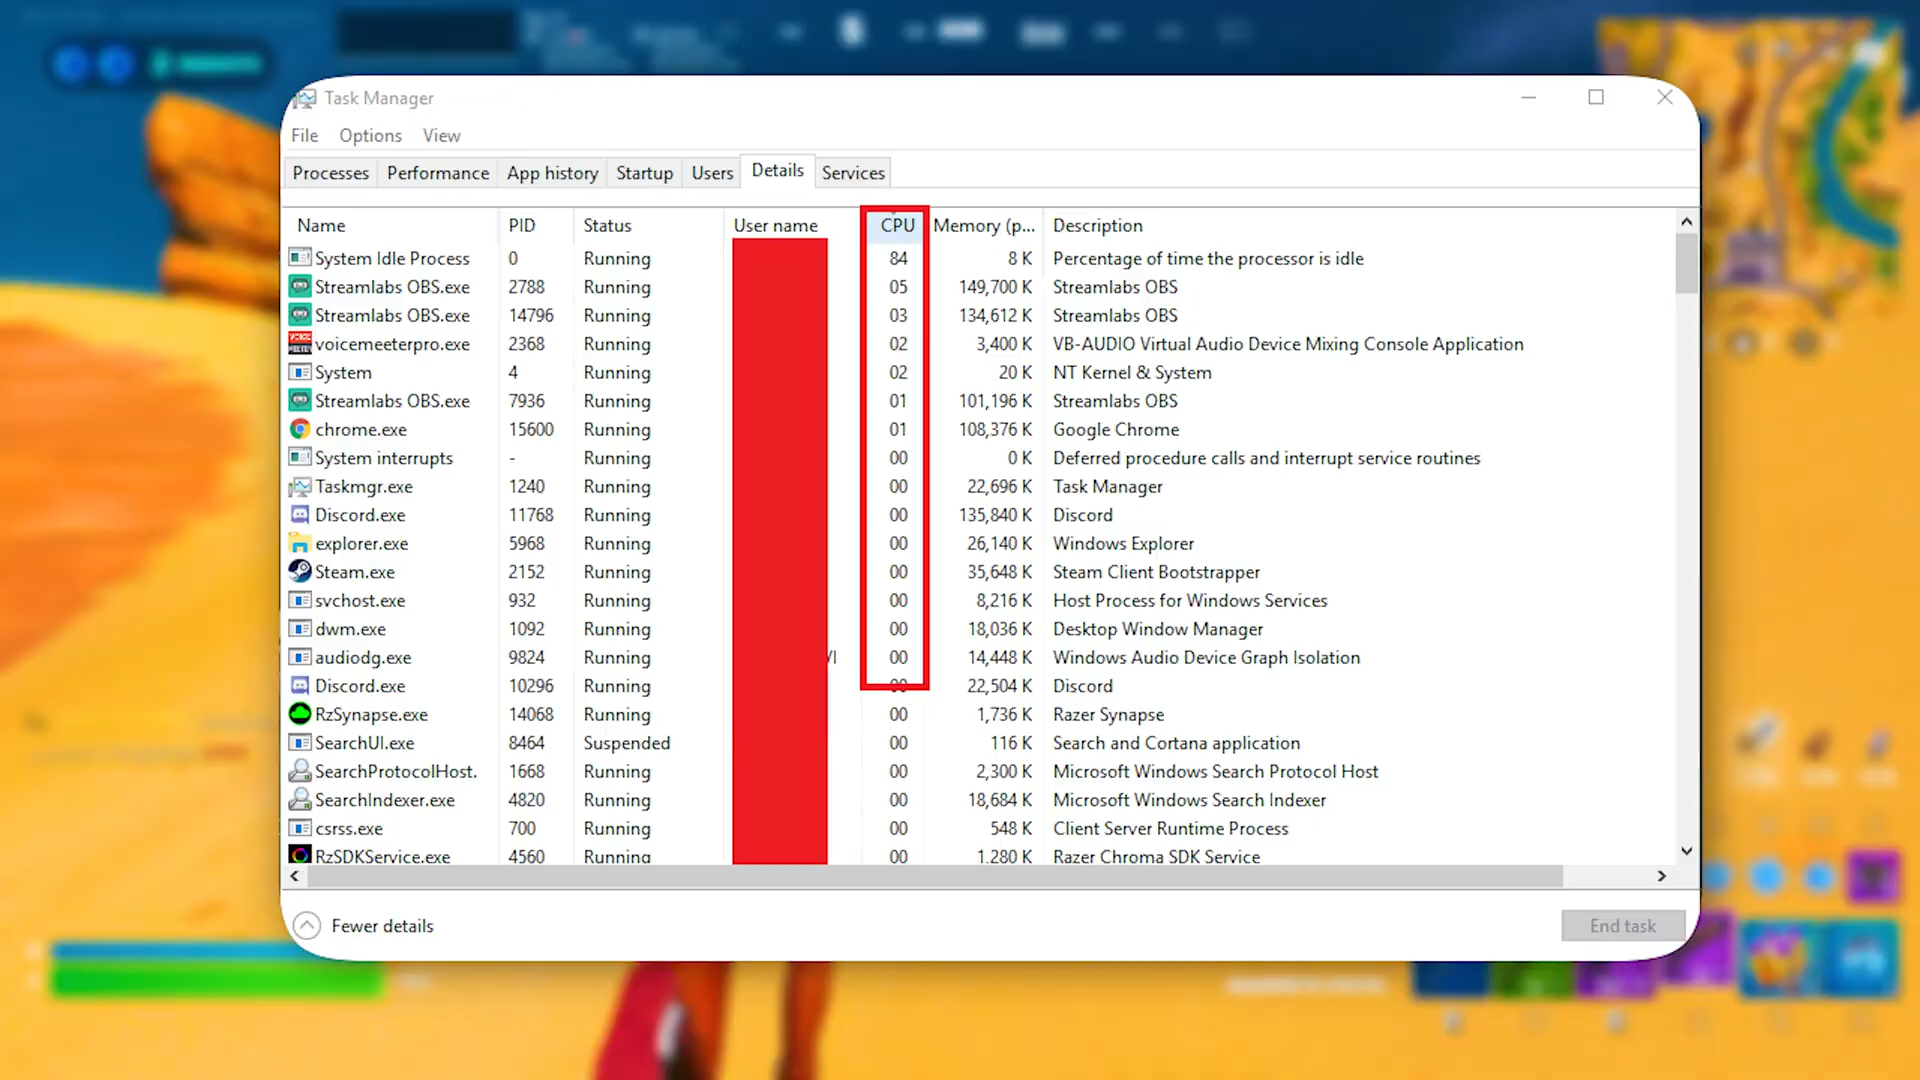 Task Manager
File Options View
Processes Performance App history Startup Users Details Services
Name PID Status User name CPU Memory (p... Description
System Idle Process 0 Running 84 8 K Percentage of time the processor is idle
Streamlabs OBS.exe 2788 Running 05 149,700 K Streamlabs OBS
Streamlabs OBS.exe 14796 Running 03 134,612 K Streamlabs OBS
voicemeeterpro.exe 2368 Running 02 3,400 K VB-AUDIO Virtual Audio Device Mixing Console Application
System 4 Running 02 20 K NT Kernel & System
Streamlabs OBS.exe 7936 Running 01 101,196 K Streamlabs OBS
chrome.exe 15600 Running 01 108,376 K Google Chrome
System interrupts - Running 00 0 K Deferred procedure calls and interrupt service routines
Taskmgr.exe 1240 Running 00 22,696 K Task Manager
Discord.exe 11768 Running 00 135,840 K Discord
explorer.exe 5968 Running 00 26,140 K Windows Explorer
Steam.exe 2152 Running 00 35,648 K Steam Client Bootstrapper
svchost.exe 932 Running 00 8,216 K Host Process for Windows Services
dwm.exe 1092 Running 00 18,036 K Desktop Window Manager
audiodg.exe 9824 Running 00 14,448 K Windows Audio Device Graph Isolation
Discord.exe 10296 Running 00 22,504 K Discord
RzSynapse.exe 14068 Running 00 1,736 K Razer Synapse
SearchUI.exe 8464 Suspended 00 116 K Search and Cortana application
SearchProtocolHost. 1668 Running 00 2,300 K Microsoft Windows Search Protocol Host
SearchIndexer.exe 4820 Running 00 18,684 K Microsoft Windows Search Indexer
csrss.exe 700 Running 00 548 K Client Server Runtime Process
RzSDKService.exe 4560 Running 00 1,280 K Razer Chroma SDK Service
Fewer details End task